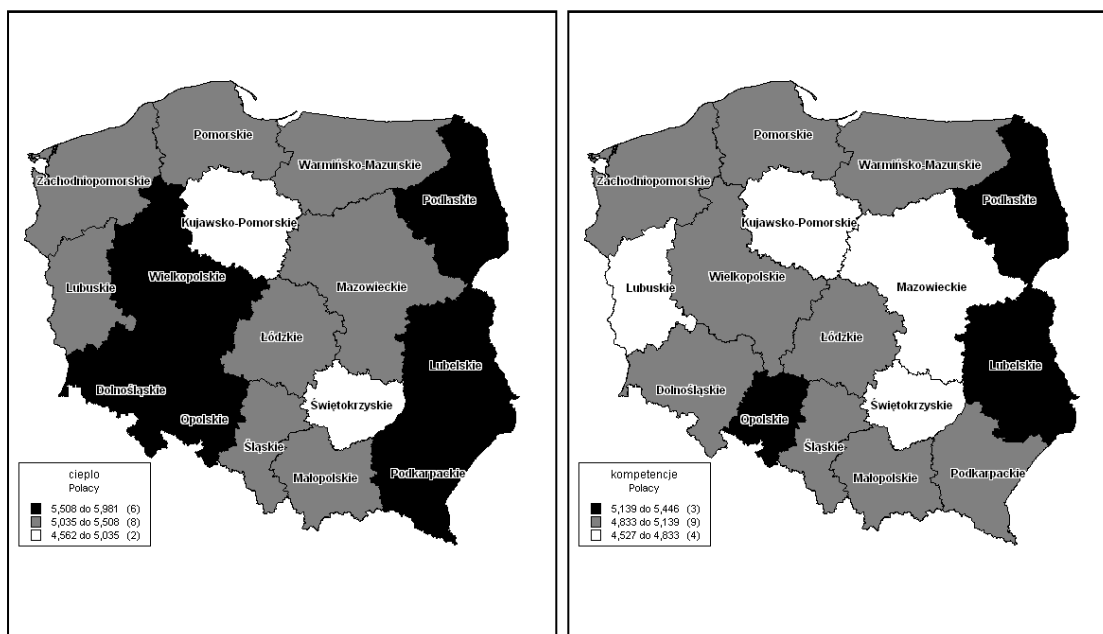 Pomorskie
Warmińsko-Mazurskie
Zachodniopomorskie
Podlaskie
Kujawsko-Pomorskie
Wielkopolskie
Lubuskie
Mazowieckie
Łódzkie
Lubelskie
Dolnośląskie
Świętokrzyskie
Opolskie
Śląskie
Małopolskie
Podkarpackie
cieplo
Polacy
5,508 do 5,981 (6)
5,035 do 5,508 (8)
4,562 do 5,035 (2)
Pomorskie
Warmińsko-Mazurskie
Zachodniopomorskie
Podlaskie
Kujawsko-Pomorskie
Wielkopolskie
Lubuskie
Mazowieckie
Łódzkie
Lubelskie
Dolnośląskie
Świętokrzyskie
Opolskie
Śląskie
Małopolskie
Podkarpackie
kompetencje
Polacy
5,139 do 5,446 (3)
4,833 do 5,139 (9)
4,527 do 4,833 (4)